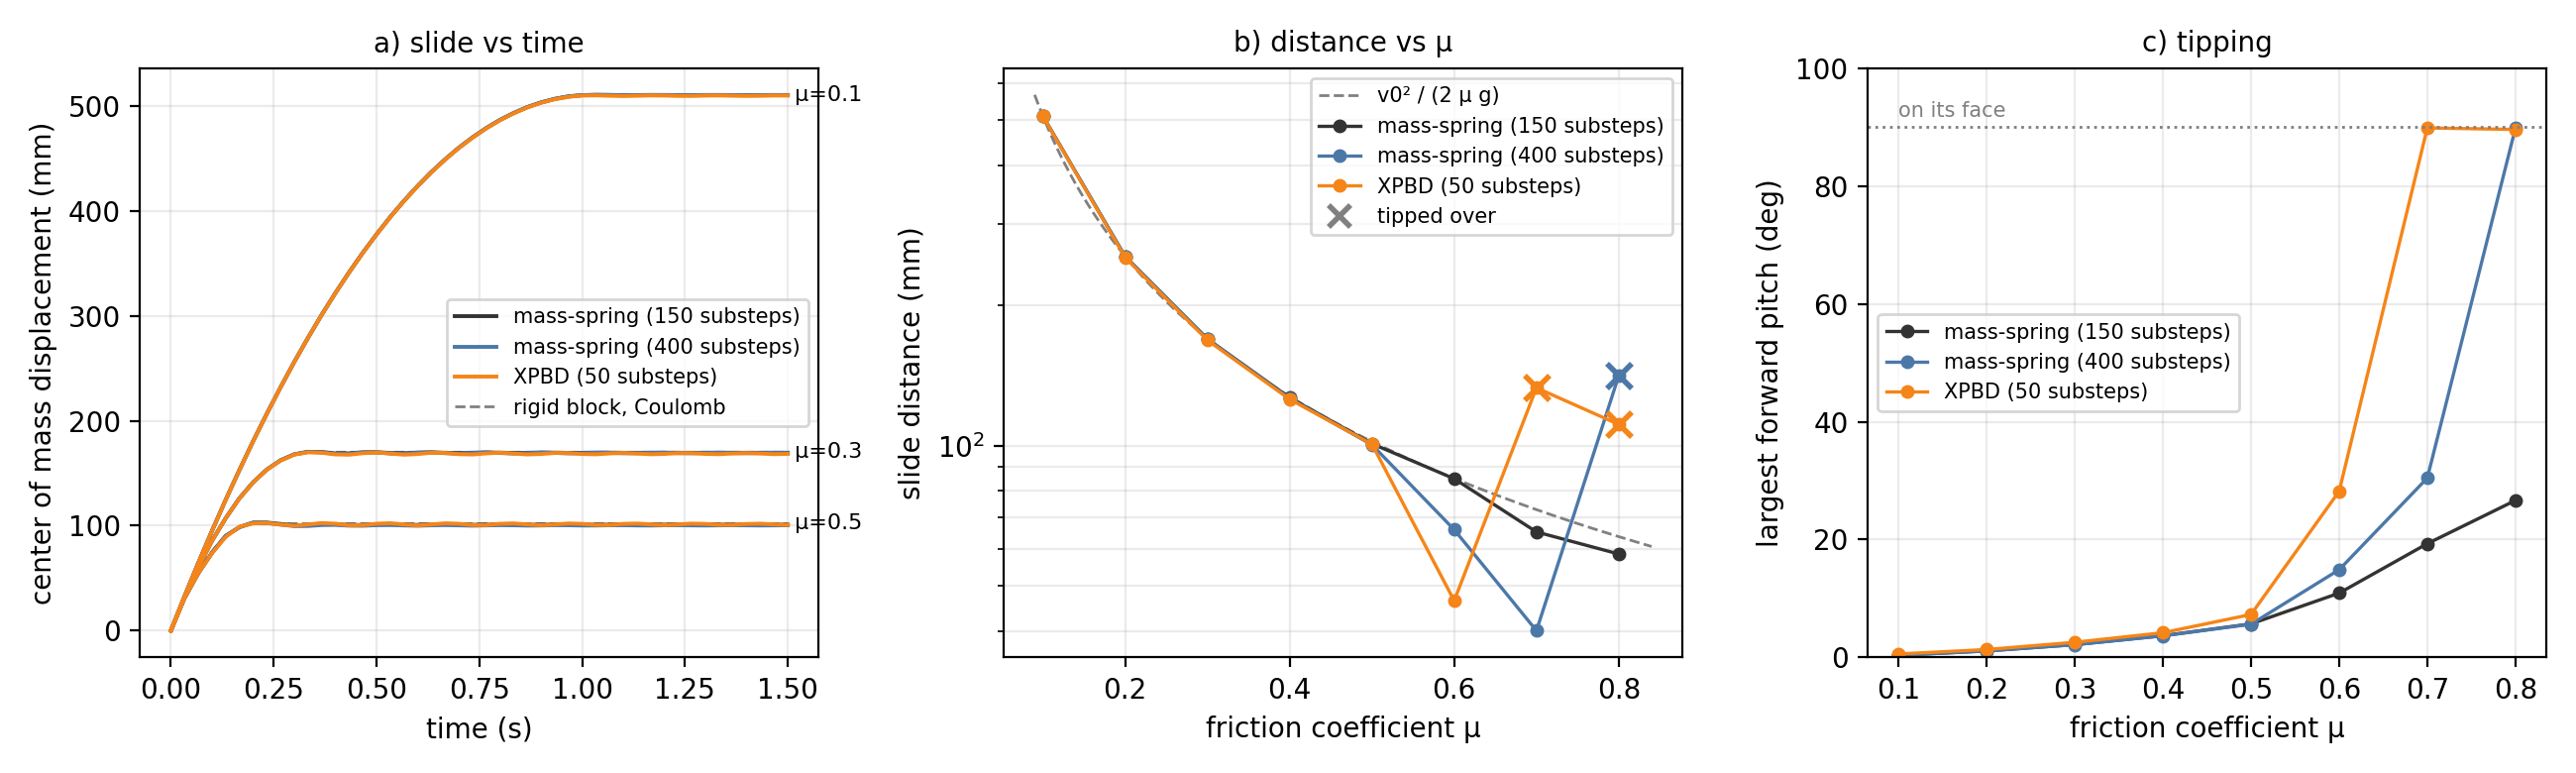 a) slide vs time
center of mass displacement (mm)
500
400
300
200
100
0
μ=0.1
μ=0.3
μ=0.5
mass-spring (150 substeps)
mass-spring (400 substeps)
XPBD (50 substeps)
rigid block, Coulomb
0.00 0.25 0.50 0.75 1.00 1.25 1.50
time (s)
b) distance vs μ
slide distance (mm)
10²
v0² / (2 μ g)
mass-spring (150 substeps)
mass-spring (400 substeps)
XPBD (50 substeps)
tipped over
0.2 0.4 0.6 0.8
friction coefficient μ
c) tipping
largest forward pitch (deg)
100
80
60
40
20
0
on its face
mass-spring (150 substeps)
mass-spring (400 substeps)
XPBD (50 substeps)
0.1 0.2 0.3 0.4 0.5 0.6 0.7 0.8
friction coefficient μ